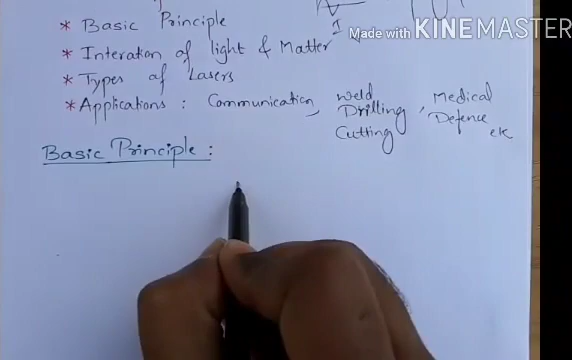 * Basic Principle
Made with KINEMASTER
* Interation of light & Matter
* Types of Lasers
* Applications : Communication, Weld Drilling Cutting, Medical Defence etc
Basic Principle :